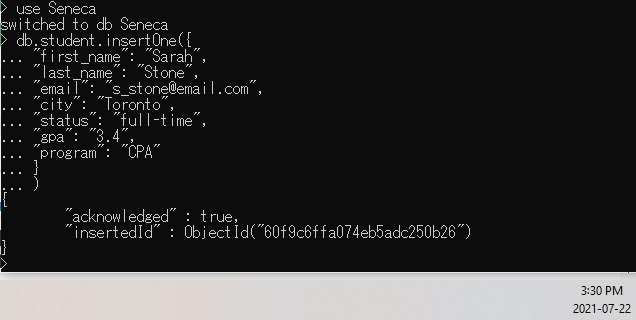 > use Seneca
switched to db Seneca
> db.student.insertOne({
... "first_name": "Sarah",
... "last_name": "Stone",
... "email": "s_stone@email.com",
... "city": "Toronto",
... "status": "full-time",
... "gpa": "3.4",
... "program": "CPA"
... }
... )
{
        "acknowledged" : true,
        "insertedId" : ObjectId("60f9c6ffa074eb5adc250b26")
}
>
3:30 PM
2021-07-22